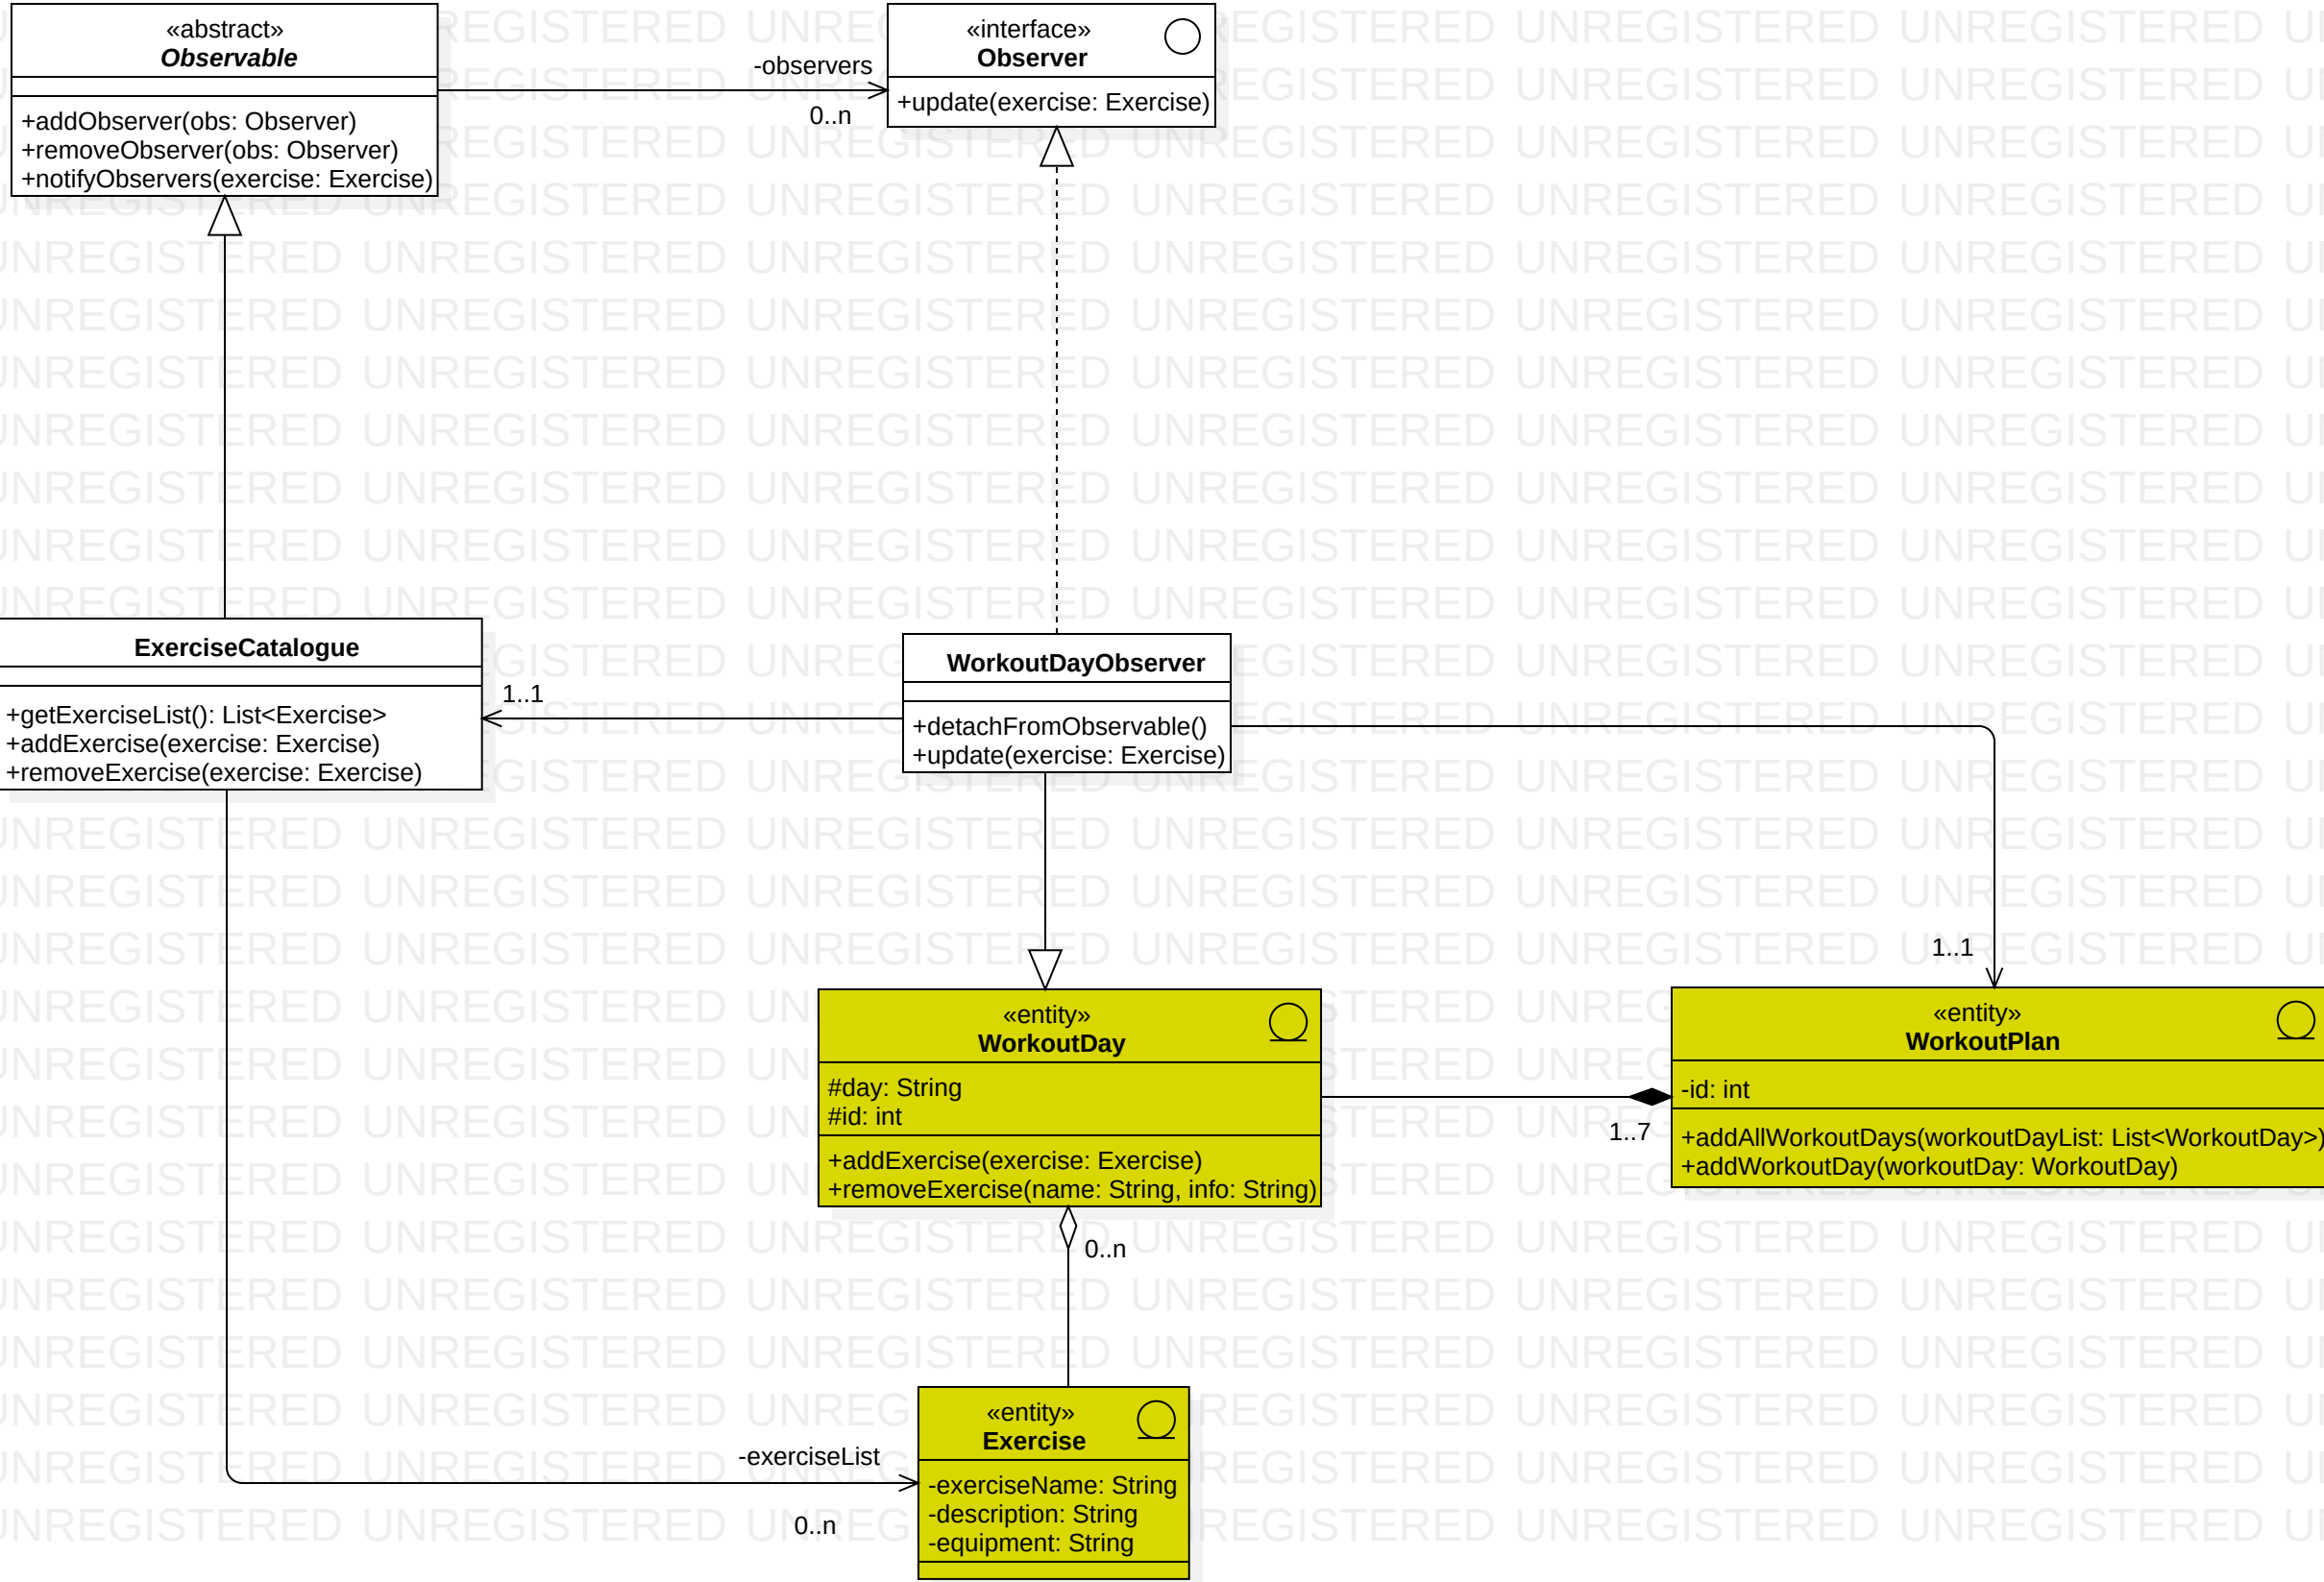 «abstract»
Observable
+addObserver(obs: Observer)
+removeObserver(obs: Observer)
+notifyObservers(exercise: Exercise)
-observers
0..n
«interface»
Observer
+update(exercise: Exercise)
ExerciseCatalogue
+getExerciseList(): List<Exercise>
+addExercise(exercise: Exercise)
+removeExercise(exercise: Exercise)
1..1
WorkoutDayObserver
+detachFromObservable()
+update(exercise: Exercise)
1..1
«entity»
WorkoutDay
#day: String
#id: int
+addExercise(exercise: Exercise)
+removeExercise(name: String, info: String)
1..7
«entity»
WorkoutPlan
-id: int
+addAllWorkoutDays(workoutDayList: List<WorkoutDay>)
+addWorkoutDay(workoutDay: WorkoutDay)
0..n
-exerciseList
0..n
«entity»
Exercise
-exerciseName: String
-description: String
-equipment: String
UNREGISTERED